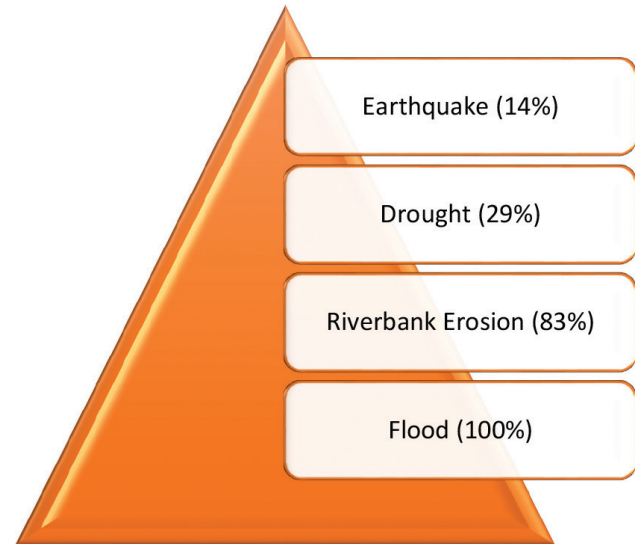 Earthquake (14%)
Drought (29%)
Riverbank Erosion (83%)
Flood (100%)